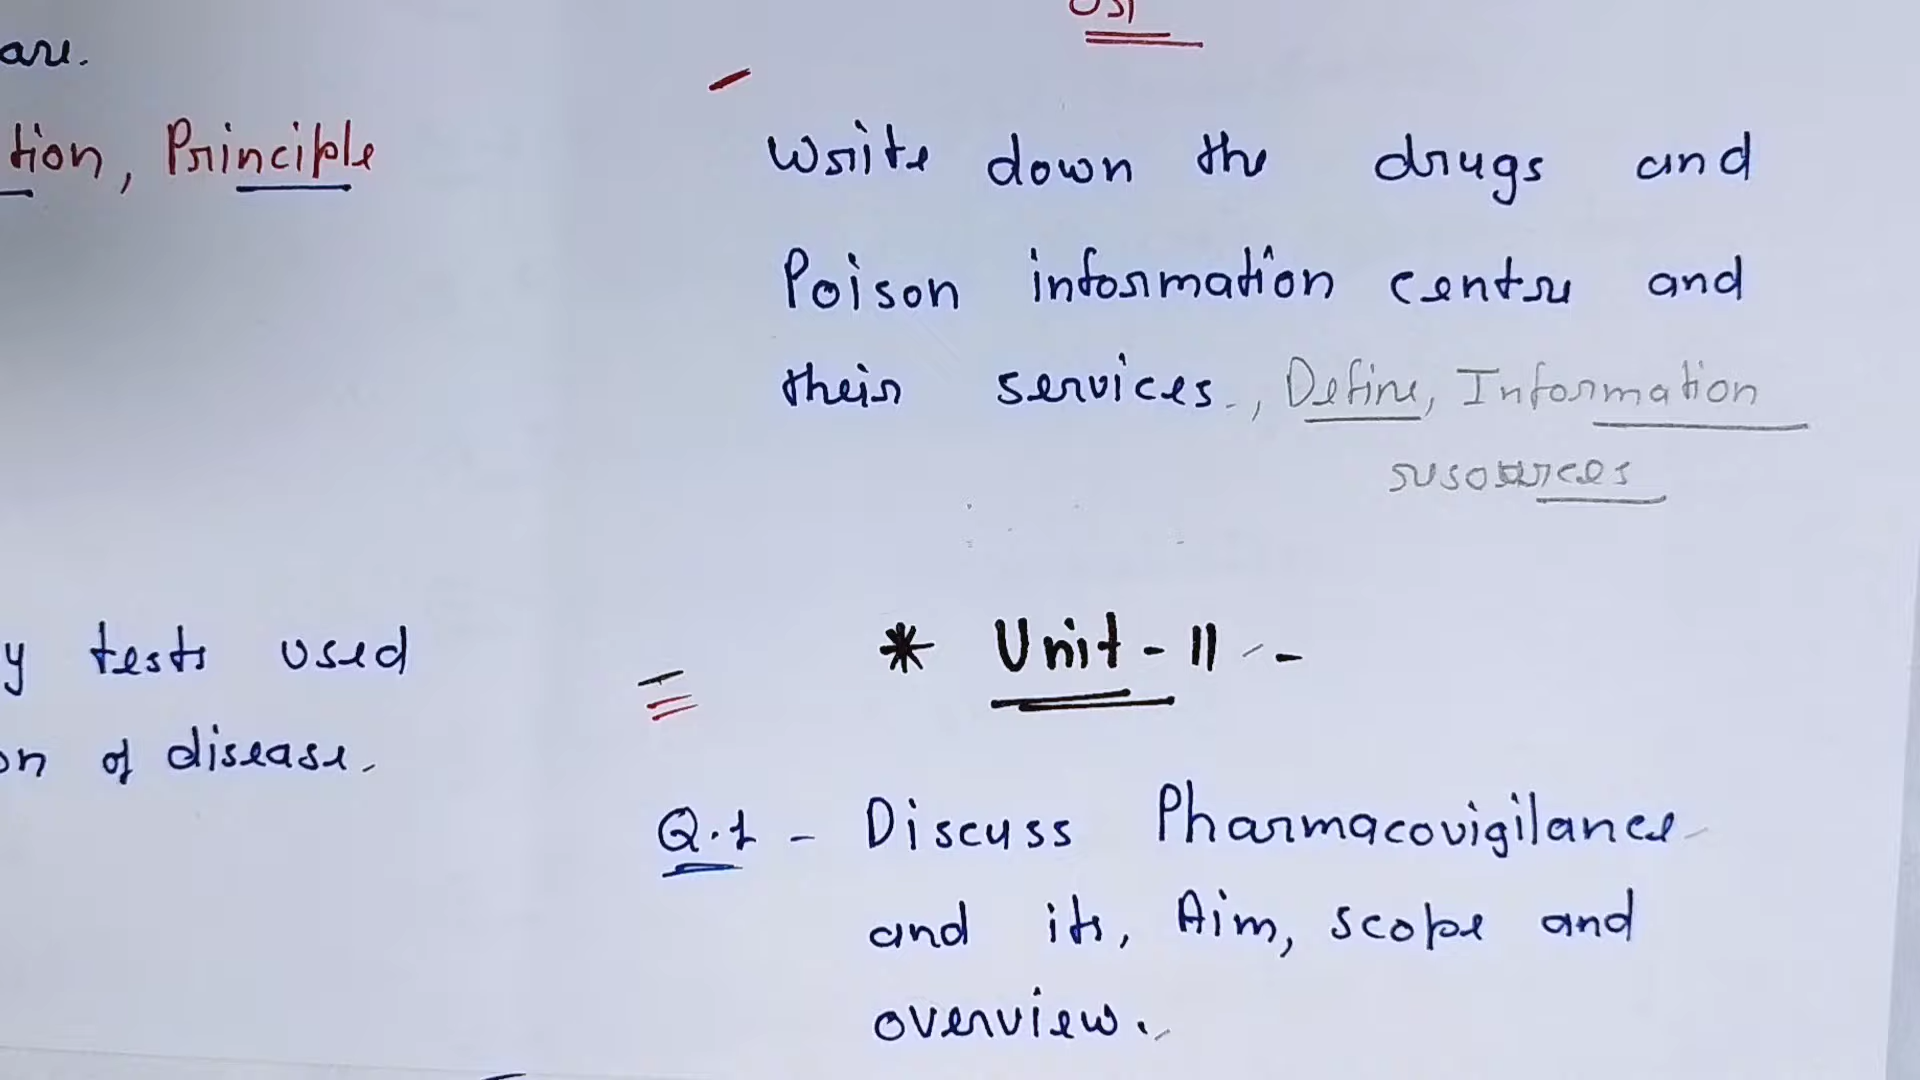 are.
tion, Principle
y tests used
on of disease.
Write down the drugs and
Poison information centre and
their services., Define, Information
resources
* Unit - II -
Q.1 - Discuss Pharmacovigilance
and its, Aim, scope and
overview.